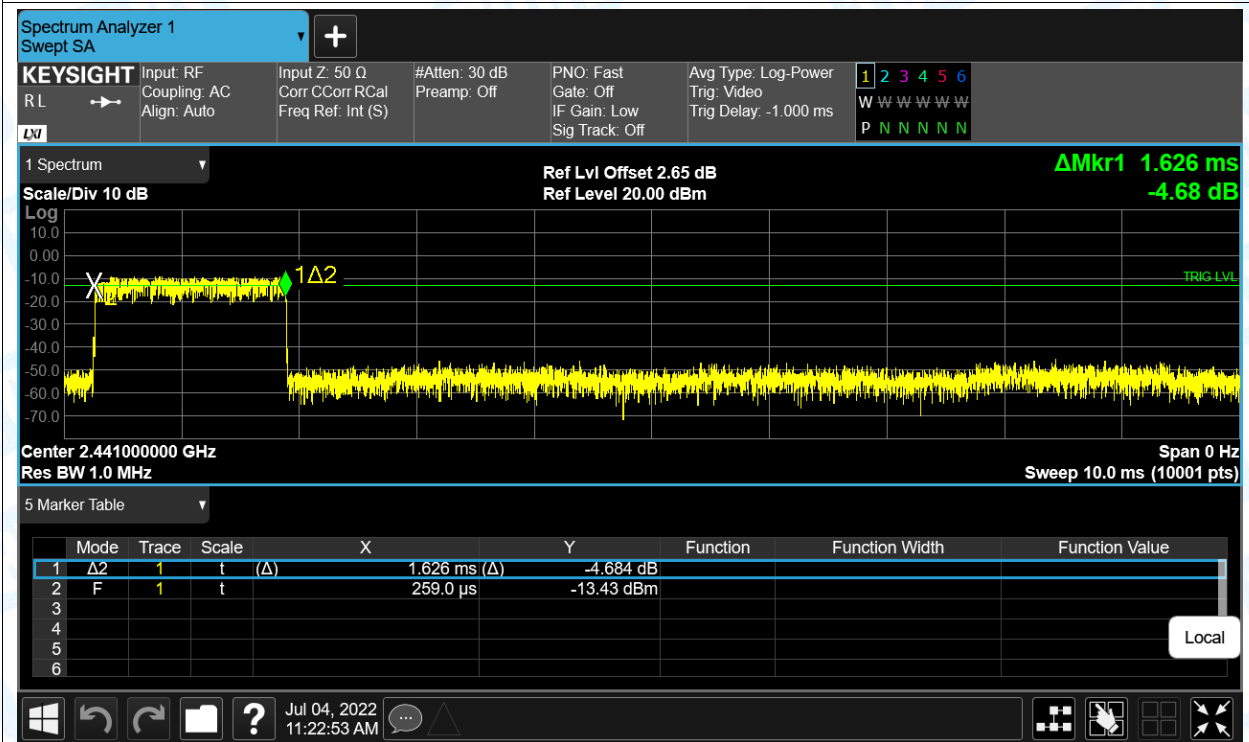 Spectrum Analyzer 1
Swept SA
KEYSIGHT Input: RF Input Z: 50 Ω #Atten: 30 dB PNO: Fast Avg Type: Log-Power 1 2 3 4 5 6
R L Coupling: AC Corr CCorr RCal Preamp: Off Gate: Off Trig: Video
Align: Auto Freq Ref: Int (S) IF Gain: Low Trig Delay: -1.000 ms W W W W W W
LXI Sig Track: Off P N N N N N
1 Spectrum Ref Lvl Offset 2.65 dB ΔMkr1 1.626 ms
Scale/Div 10 dB Ref Level 20.00 dBm -4.68 dB
Log
10.0
0.00
1Δ2
-10.0 TRIG LVL
-20.0
-30.0
-40.0
-50.0
-60.0
-70.0
Center 2.441000000 GHz Span 0 Hz
Res BW 1.0 MHz Sweep 10.0 ms (10001 pts)
5 Marker Table
Mode Trace Scale X Y Function Function Width Function Value
1 Δ2 1 t (Δ) 1.626 ms (Δ) -4.684 dB
2 F 1 t 259.0 µs -13.43 dBm
3
4
5
6
Local
?
Jul 04, 2022
11:22:53 AM